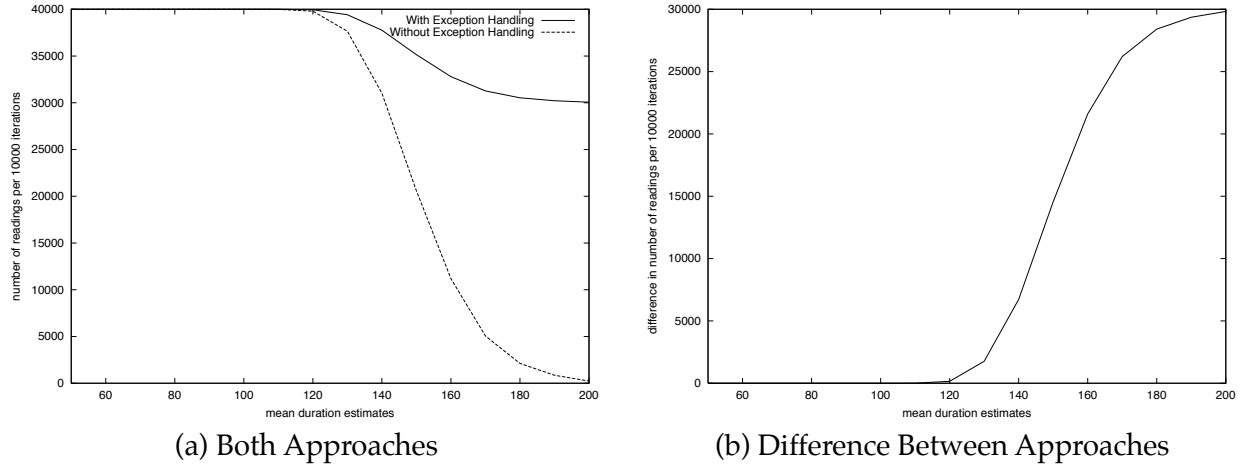 40000
35000
30000
25000
20000
15000
10000
5000
0
number of readings per 10000 iterations
With Exception Handling
Without Exception Handling
60 80 100 120 140 160 180 200
mean duration estimates
(a) Both Approaches
30000
25000
20000
15000
10000
5000
0
difference in number of readings per 10000 iterations
60 80 100 120 140 160 180 200
mean duration estimates
(b) Difference Between Approaches